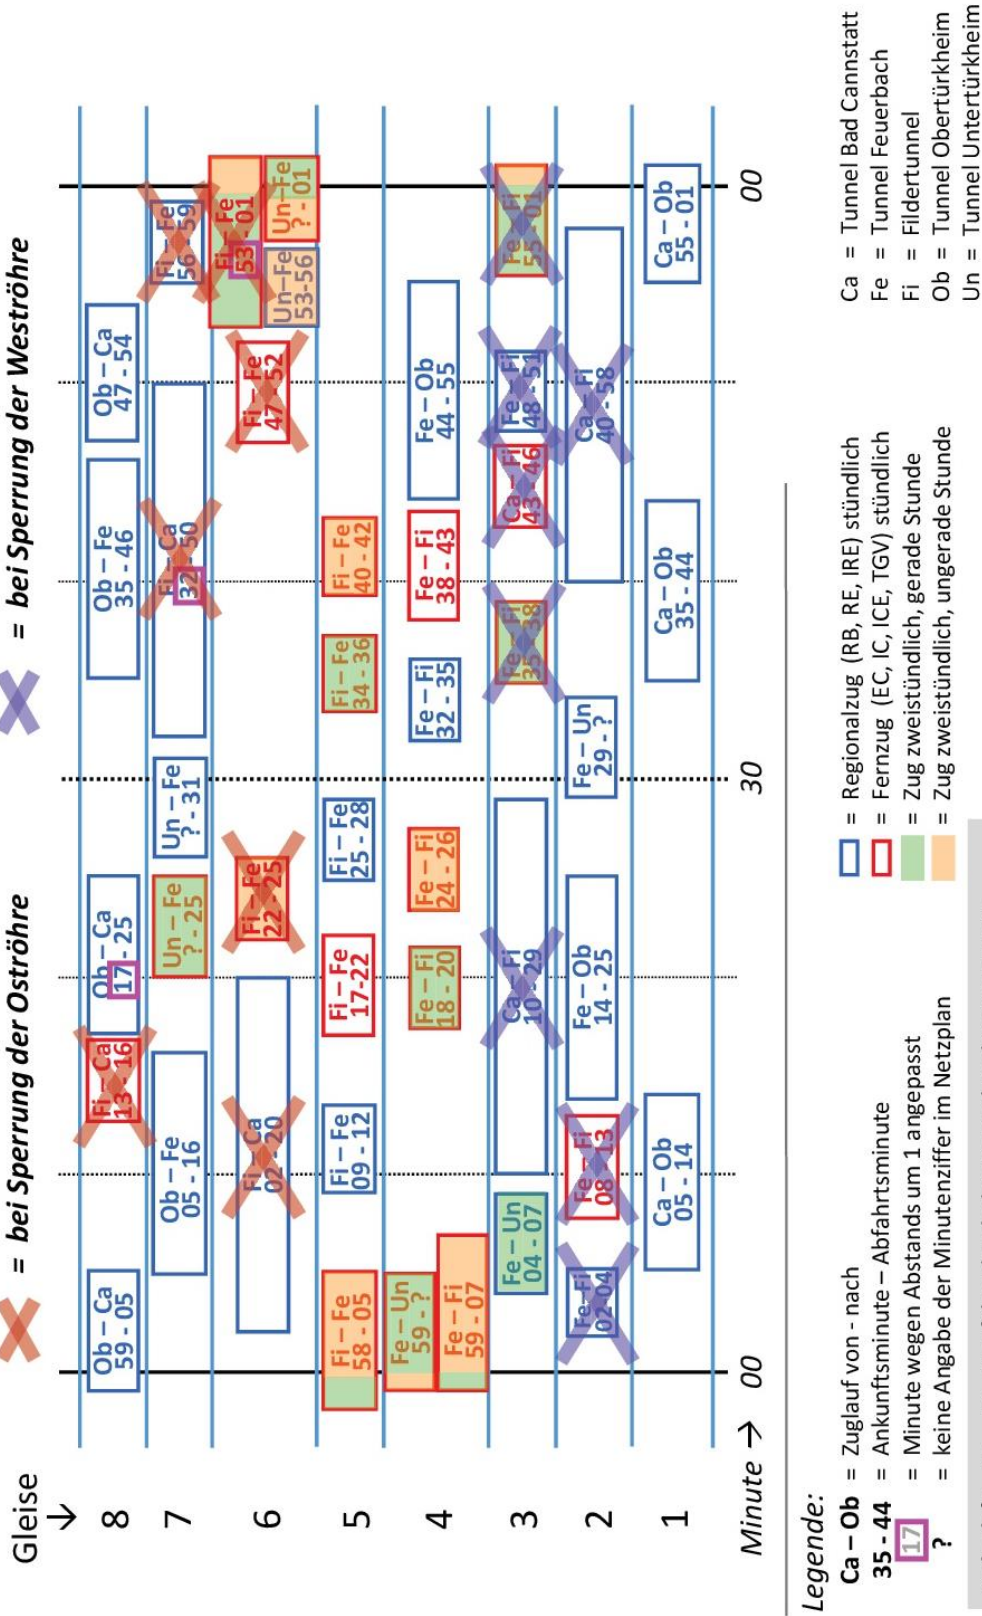 = bei Sperrung der Oströhre
= bei Sperrung der Weströhre
Gleise
8
Ob – Ca
59 - 05
Fi – Ca
13 - 16
Ob – Ca
17 - 25
Ob – Fe
35 - 46
Ob – Ca
47 - 54
7
Ob – Fe
05 - 16
Un – Fe
? - 25
Un – Fe
? - 31
Fi – Ca
32 - 50
Fi – Fe
56 - 59
6
Fi – Ca
02 - 20
Fi – Fe
22 - 25
Fi – Fe
47 - 52
Fi – Fe
53 - 01
Un–Fe
53-56
Un–Fe
? - 01
5
Fi – Fe
58 - 05
Fi – Fe
09 - 12
Fi – Fe
17-22
Fi – Fe
25 - 28
Fi – Fe
34 - 36
Fi – Fe
40 - 42
4
Fe – Un
59 - ?
Fe – Fi
59 - 07
Fe – Fi
18 - 20
Fe – Fi
24 - 26
Fe – Fi
32 - 35
Fe – Fi
38 - 43
Fe – Ob
44 - 55
3
Fe – Un
04 - 07
Ca – Fi
10 - 29
Fe – Fi
35 - 38
Ca – Fi
43 - 46
Fe – Fi
48 - 51
Fe – Fi
55 - 01
2
Fe–Fi
02-04
Fe – Fi
08 - 13
Fe – Ob
14 - 25
Fe – Un
29 - ?
Ca – Fi
40 - 58
1
Ca – Ob
05 - 14
Ca – Ob
35 - 44
Ca – Ob
55 - 01
Minute → 00 30 00
Legende:
Ca – Ob = Zuglauf von - nach
35 - 44 = Ankunftsminute – Abfahrtsminute
17 = Minute wegen Abstands um 1 angepasst
? = keine Angabe der Minutenziffer im Netzplan
= Regionalzug (RB, RE, IRE) stündlich
= Fernzug (EC, IC, ICE, TGV) stündlich
= Zug zweistündlich, gerade Stunde
= Zug zweistündlich, ungerade Stunde
Ca = Tunnel Bad Cannstatt
Fe = Tunnel Feuerbach
Fi = Fildertunnel
Ob = Tunnel Obertürkheim
Un = Tunnel Untertürkheim